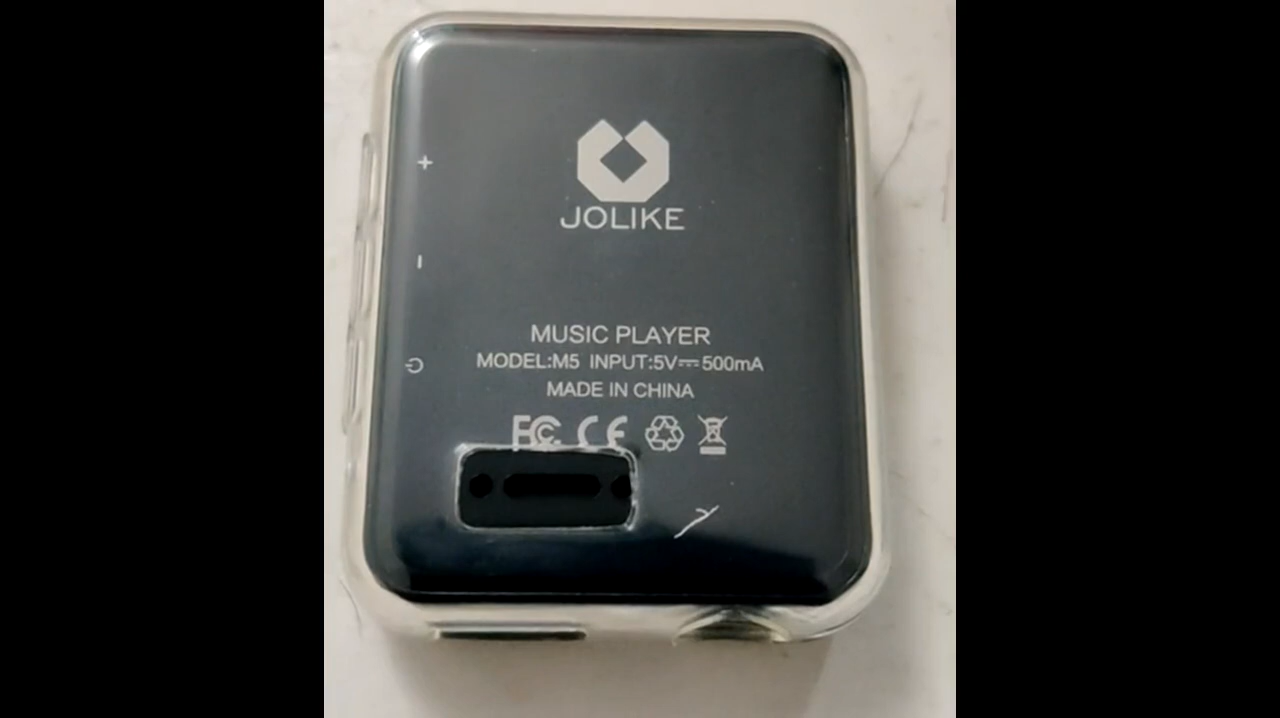 JOLIKE
MUSIC PLAYER
MODEL:M5 INPUT:5V⎓500mA
MADE IN CHINA
FC CE